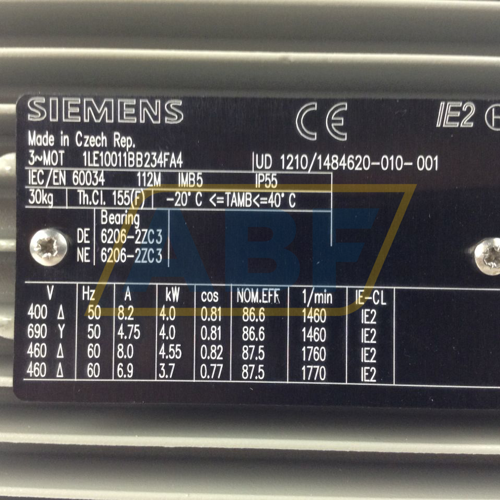 SIEMENS CE IE2
Made in Czech Rep.
3~MOT 1LE10011BB234FA4 UD 1210/1484620-010-001
IEC/EN 60034 112M IMB5 IP55
30kg Th.Cl. 155(F) -20°C <=TAMB<=40°C
Bearing
DE 6206-2ZC3
NE 6206-2ZC3
ABF
V Hz A kW cos NOM.EFF 1/min IE-CL
400 Δ 50 8.2 4.0 0.81 86.6 1460 IE2
690 Y 50 4.75 4.0 0.81 86.6 1460 IE2
460 Δ 60 8.0 4.55 0.82 87.5 1760 IE2
460 Δ 60 6.9 3.7 0.77 87.5 1770 IE2